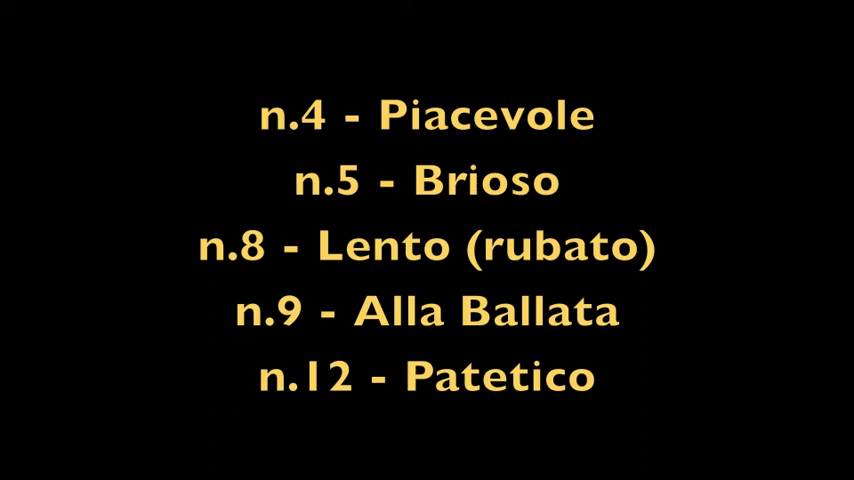 n.4 - Piacevole
n.5 - Brioso
n.8 - Lento (rubato)
n.9 - Alla Ballata
n.12 - Patetico